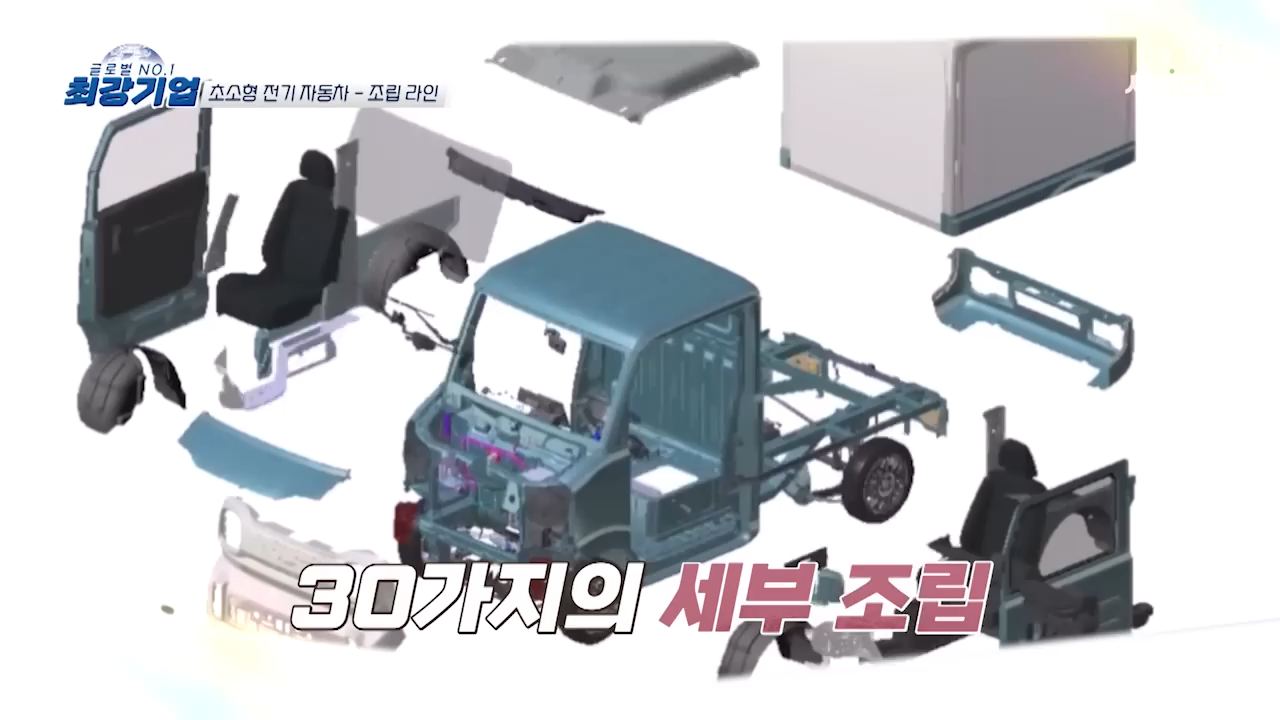 글로벌 NO.1
최강기업 초소형 전기 자동차 - 조립 라인
30가지의 세부 조립